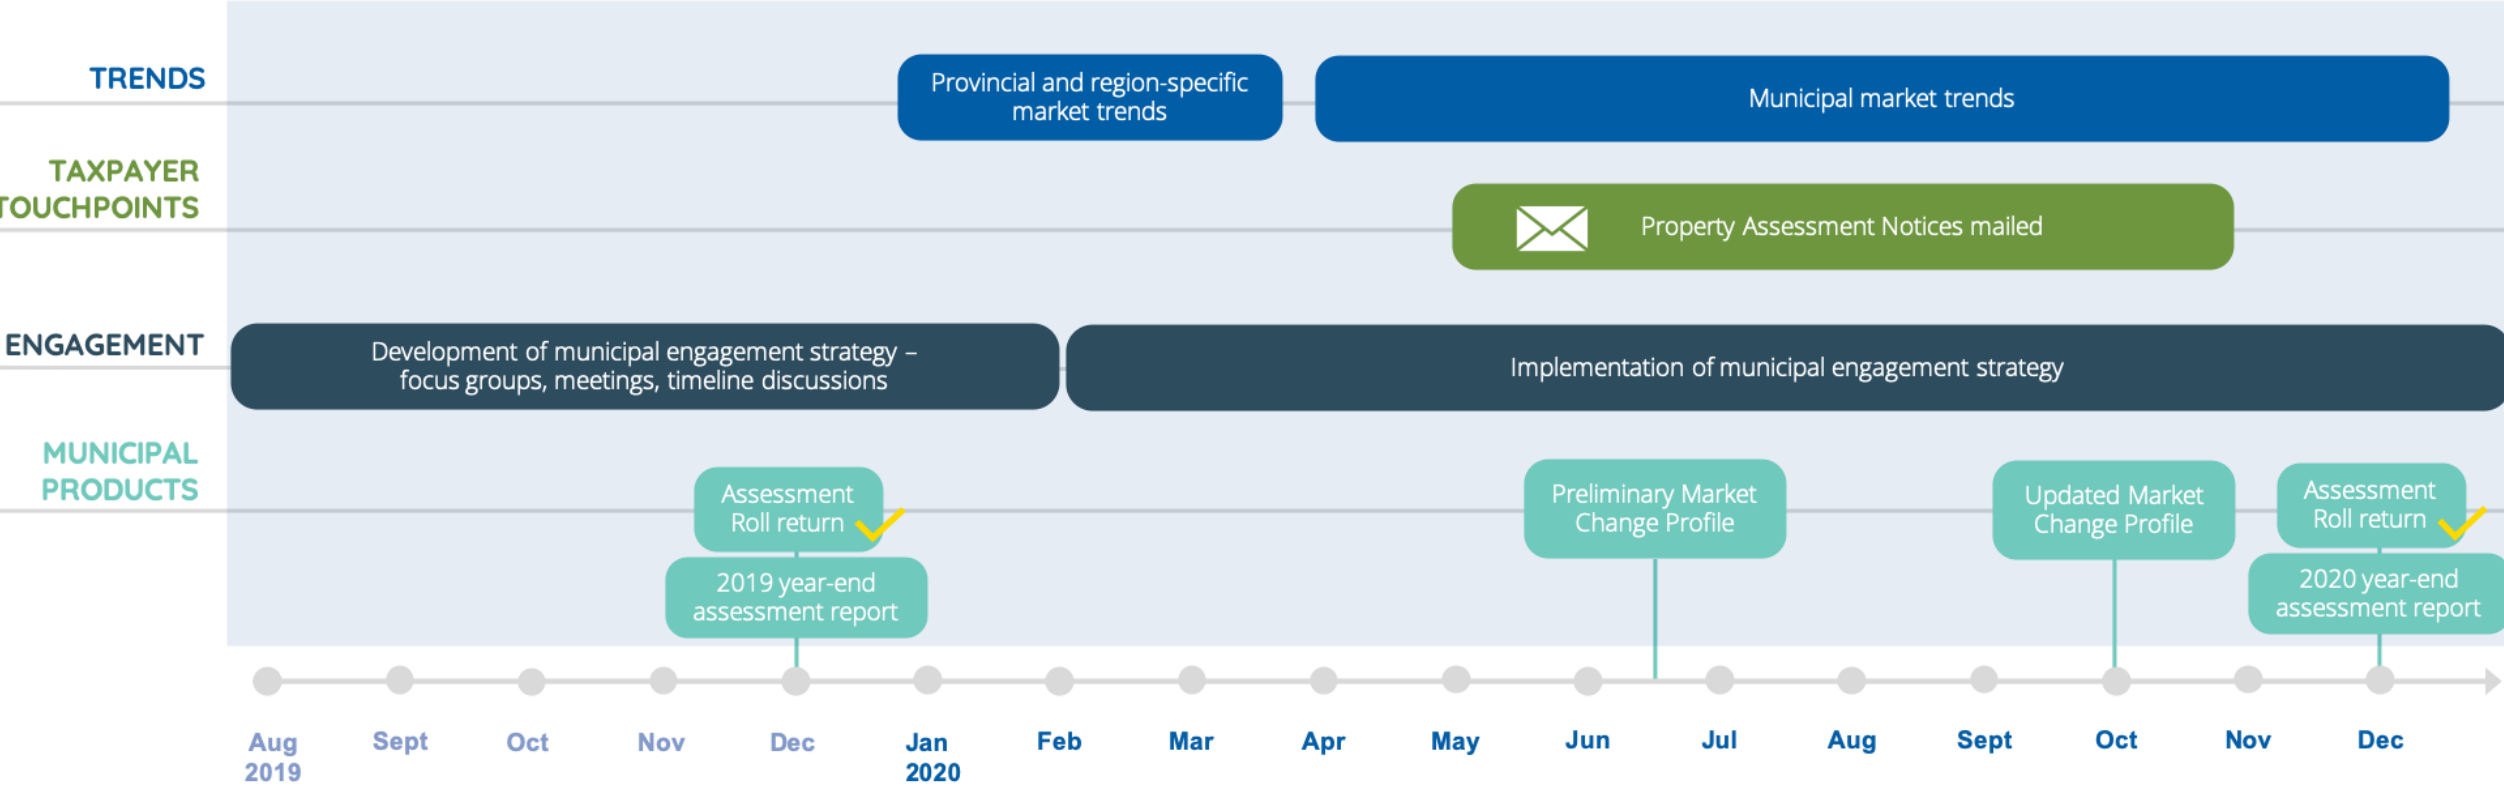 TRENDS
Provincial and region-specific
market trends
Municipal market trends
TAXPAYER
TOUCHPOINTS
Property Assessment Notices mailed
ENGAGEMENT
Development of municipal engagement strategy –
focus groups, meetings, timeline discussions
Implementation of municipal engagement strategy
MUNICIPAL
PRODUCTS
Assessment
Roll return
2019 year-end
assessment report
Preliminary Market
Change Profile
Updated Market
Change Profile
Assessment
Roll return
2020 year-end
assessment report
Aug
2019
Sept
Oct
Nov
Dec
Jan
2020
Feb
Mar
Apr
May
Jun
Jul
Aug
Sept
Oct
Nov
Dec